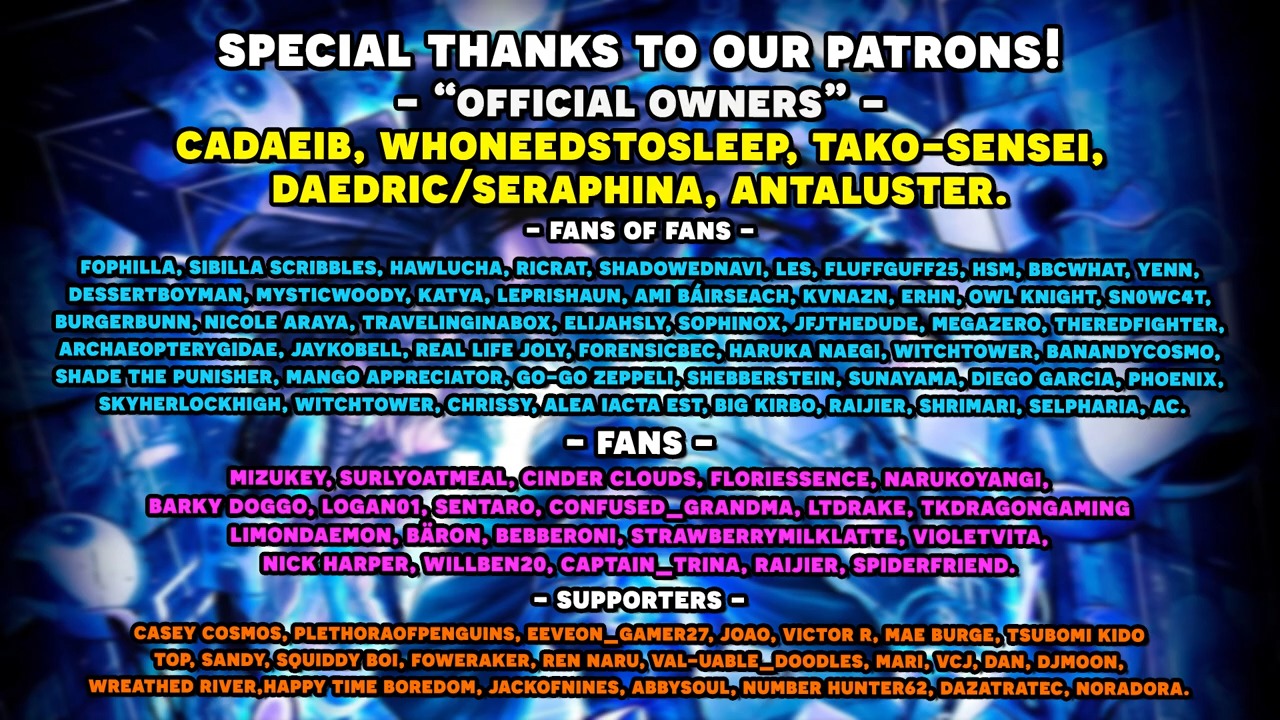 SPECIAL THANKS TO OUR PATRONS!
– “OFFICIAL OWNERS” –
CADAEIB, WHONEEDSTOSLEEP, TAKO–SENSEI,
DAEDRIC/SERAPHINA, ANTALUSTER.
– FANS OF FANS –
FOPHILLA, SIBILLA SCRIBBLES, HAWLUCHA, RICRAT, SHADOWEDNAVI, LES, FLUFFGUFF25, HSM, BBCWHAT, YENN,
DESSERTBOYMAN, MYSTICWOODY, KATYA, LEPRISHAUN, AMI BÁIRSEACH, KVNAZN, ERHN, OWL KNIGHT, SN0WC4T,
BURGERBUNN, NICOLE ARAYA, TRAVELINGINABOX, ELIJAHSLY, SOPHINOX, JFJTHEDUDE, MEGAZERO, THEREDFIGHTER,
ARCHAEOPTERYGIDAE, JAYKOBELL, REAL LIFE JOLY, FORENSICBEC, HARUKA NAEGI, WITCHTOWER, BANANDYCOSMO,
SHADE THE PUNISHER, MANGO APPRECIATOR, GO–GO ZEPPELI, SHEBBERSTEIN, SUNAYAMA, DIEGO GARCIA, PHOENIX,
SKYHERLOCKHIGH, WITCHTOWER, CHRISSY, ALEA IACTA EST, BIG KIRBO, RAIJIER, SHRIMARI, SELPHARIA, AC.
– FANS –
MIZUKEY, SURLYOATMEAL, CINDER CLOUDS, FLORIESSENCE, NARUKOYANGI,
BARKY DOGGO, LOGAN01, SENTARO, CONFUSED_GRANDMA, LTDRAKE, TKDRAGONGAMING
LIMONDAEMON, BÄRON, BEBBERONI, STRAWBERRYMILKLATTE, VIOLETVITA,
NICK HARPER, WILLBEN20, CAPTAIN_TRINA, RAIJIER, SPIDERFRIEND.
– SUPPORTERS –
CASEY COSMOS, PLETHORAOFPENGUINS, EEVEON_GAMER27, JOAO, VICTOR R, MAE BURGE, TSUBOMI KIDO
TOP, SANDY, SQUIDDY BOI, FOWERAKER, REN NARU, VAL–UABLE_DOODLES, MARI, VCJ, DAN, DJMOON,
WREATHED RIVER,HAPPY TIME BOREDOM, JACKOFNINES, ABBYSOUL, NUMBER HUNTER62, DAZATRATEC, NORADORA.